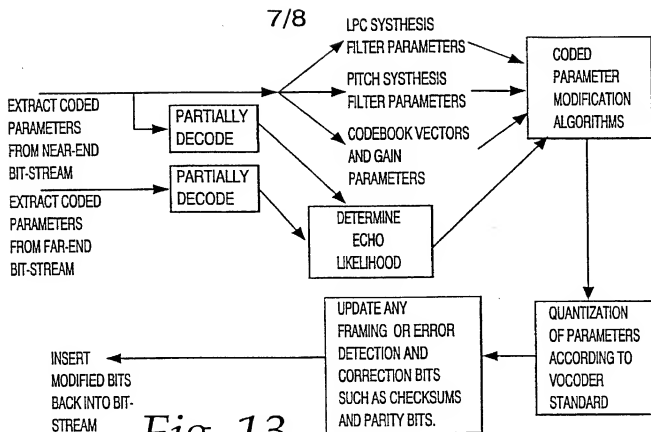 7/8
LPC SYSTHESIS
FILTER PARAMETERS
PITCH SYSTHESIS
FILTER PARAMETERS
CODEBOOK VECTORS
AND GAIN
PARAMETERS
CODED
PARAMETER
MODIFICATION
ALGORITHMS
EXTRACT CODED
PARAMETERS
FROM NEAR-END
BIT-STREAM
PARTIALLY
DECODE
EXTRACT CODED
PARAMETERS
FROM FAR-END
BIT-STREAM
PARTIALLY
DECODE
DETERMINE
ECHO
LIKELIHOOD
QUANTIZATION
OF PARAMETERS
ACCORDING TO
VOCODER
STANDARD
UPDATE ANY
FRAMING OR ERROR
DETECTION AND
CORRECTION BITS
SUCH AS CHECKSUMS
AND PARITY BITS.
INSERT
MODIFIED BITS
BACK INTO BIT-
STREAM
Fig. 13